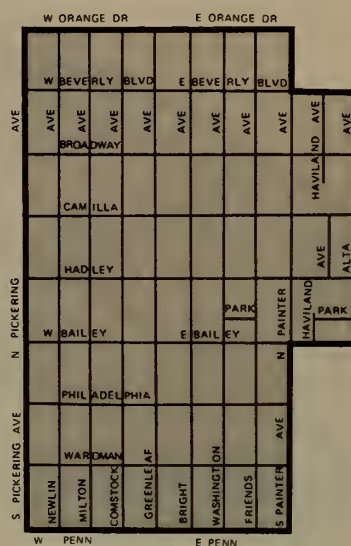 W ORANGE DR E ORANGE DR
W BEVERLY BLVD E BEVERLY BLVD
AVE AVE AVE AVE AVE AVE AVE AVE AVE AVE
BROADWAY
HAVILAND
CAMILLA
HADLEY
AVE
ALTA
N PICKERING
PARK
N PAINTER
HAVILAND
PARK
W BAILEY E BAILEY
PHILADELPHIA
S PICKERING AVE
AVE
WARDMAN
NEWLIN
MILTON
COMSTOCK
GREENLEAF
BRIGHT
WASHINGTON
FRIENDS
S PAINTER
W PENN E PENN